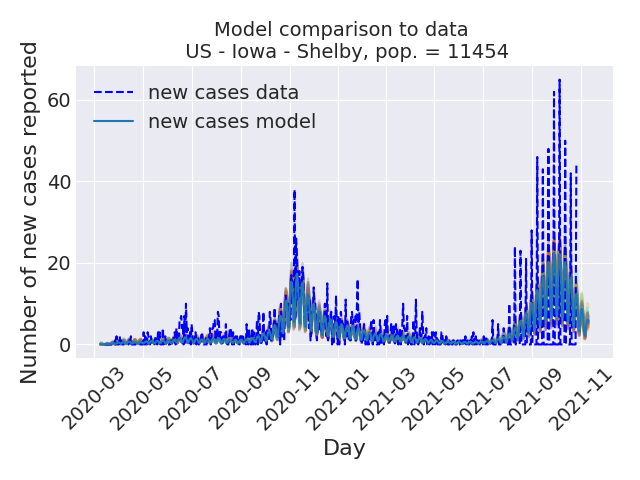 Model comparison to data
US - Iowa - Shelby, pop. = 11454
Number of new cases reported
60
40
20
0
new cases data
new cases model
2020-03
2020-05
2020-07
2020-09
2020-11
2021-01
2021-03
2021-05
2021-07
2021-09
2021-11
Day